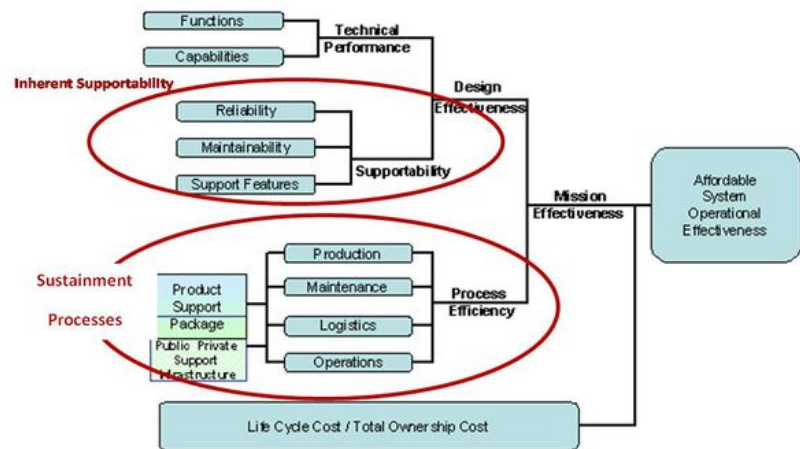 Functions
Capabilities
Technical
Performance
Inherent Supportability
Reliability
Maintainability
Support Features
Supportability
Design
Effectiveness
Mission
Effectiveness
Affordable
System
Operational
Effectiveness
Sustainment
Processes
Product
Support
Package
Public Private
Support
Infrastructure
Production
Maintenance
Logistics
Operations
Process
Efficiency
Life Cycle Cost / Total Ownership Cost